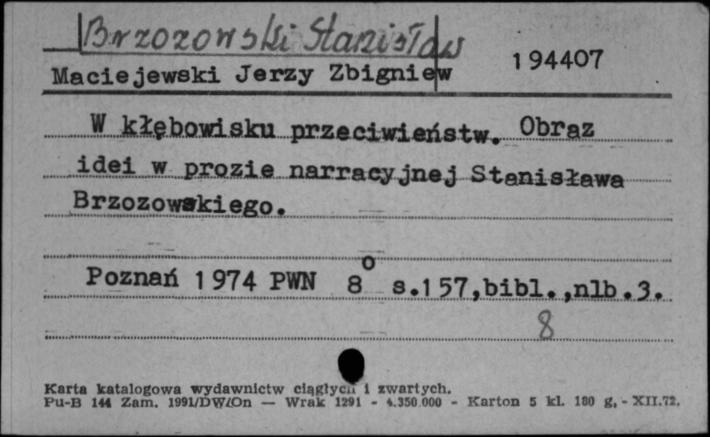 Brzozowski Stanisław
194407
Maciejewski Jerzy Zbigniew
W kłębowisku przeciwieństw. Obraz
idei w prozie narracyjnej Stanisława
Brzozowskiego.
Poznań 1974 PWN 8° s.157,bibl.,nlb.3.
8
Karta katalogowa wydawnictw ciągłych i zwartych.
Pu-B 144 Zam. 1991/DW/On — Wrak 1291 - 4.350.000 - Karton 5 kl. 180 g, - XII.72.